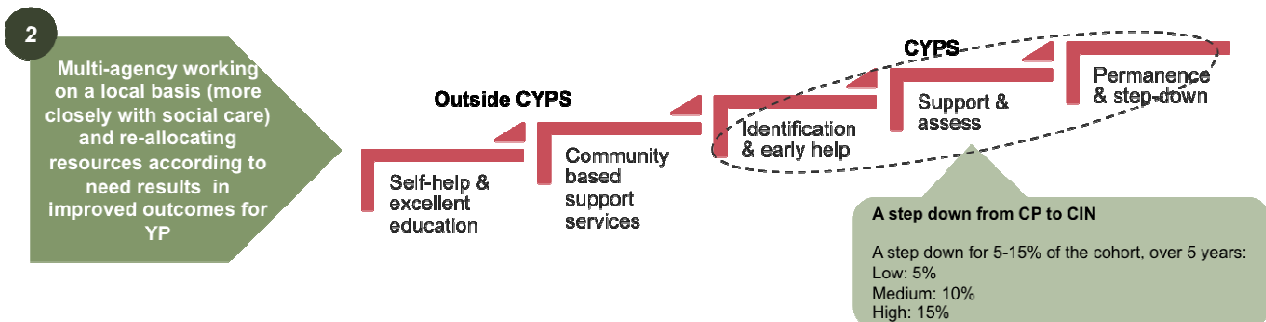 2
Multi-agency working
on a local basis (more
closely with social care)
and re-allocating
resources according to
need results in
improved outcomes for
YP
Outside CYPS
CYPS
Self-help &
excellent
education
Community
based
support
services
Identification
& early help
Support &
assess
Permanence
& step-down
A step down from CP to CIN
A step down for 5-15% of the cohort, over 5 years:
Low: 5%
Medium: 10%
High: 15%